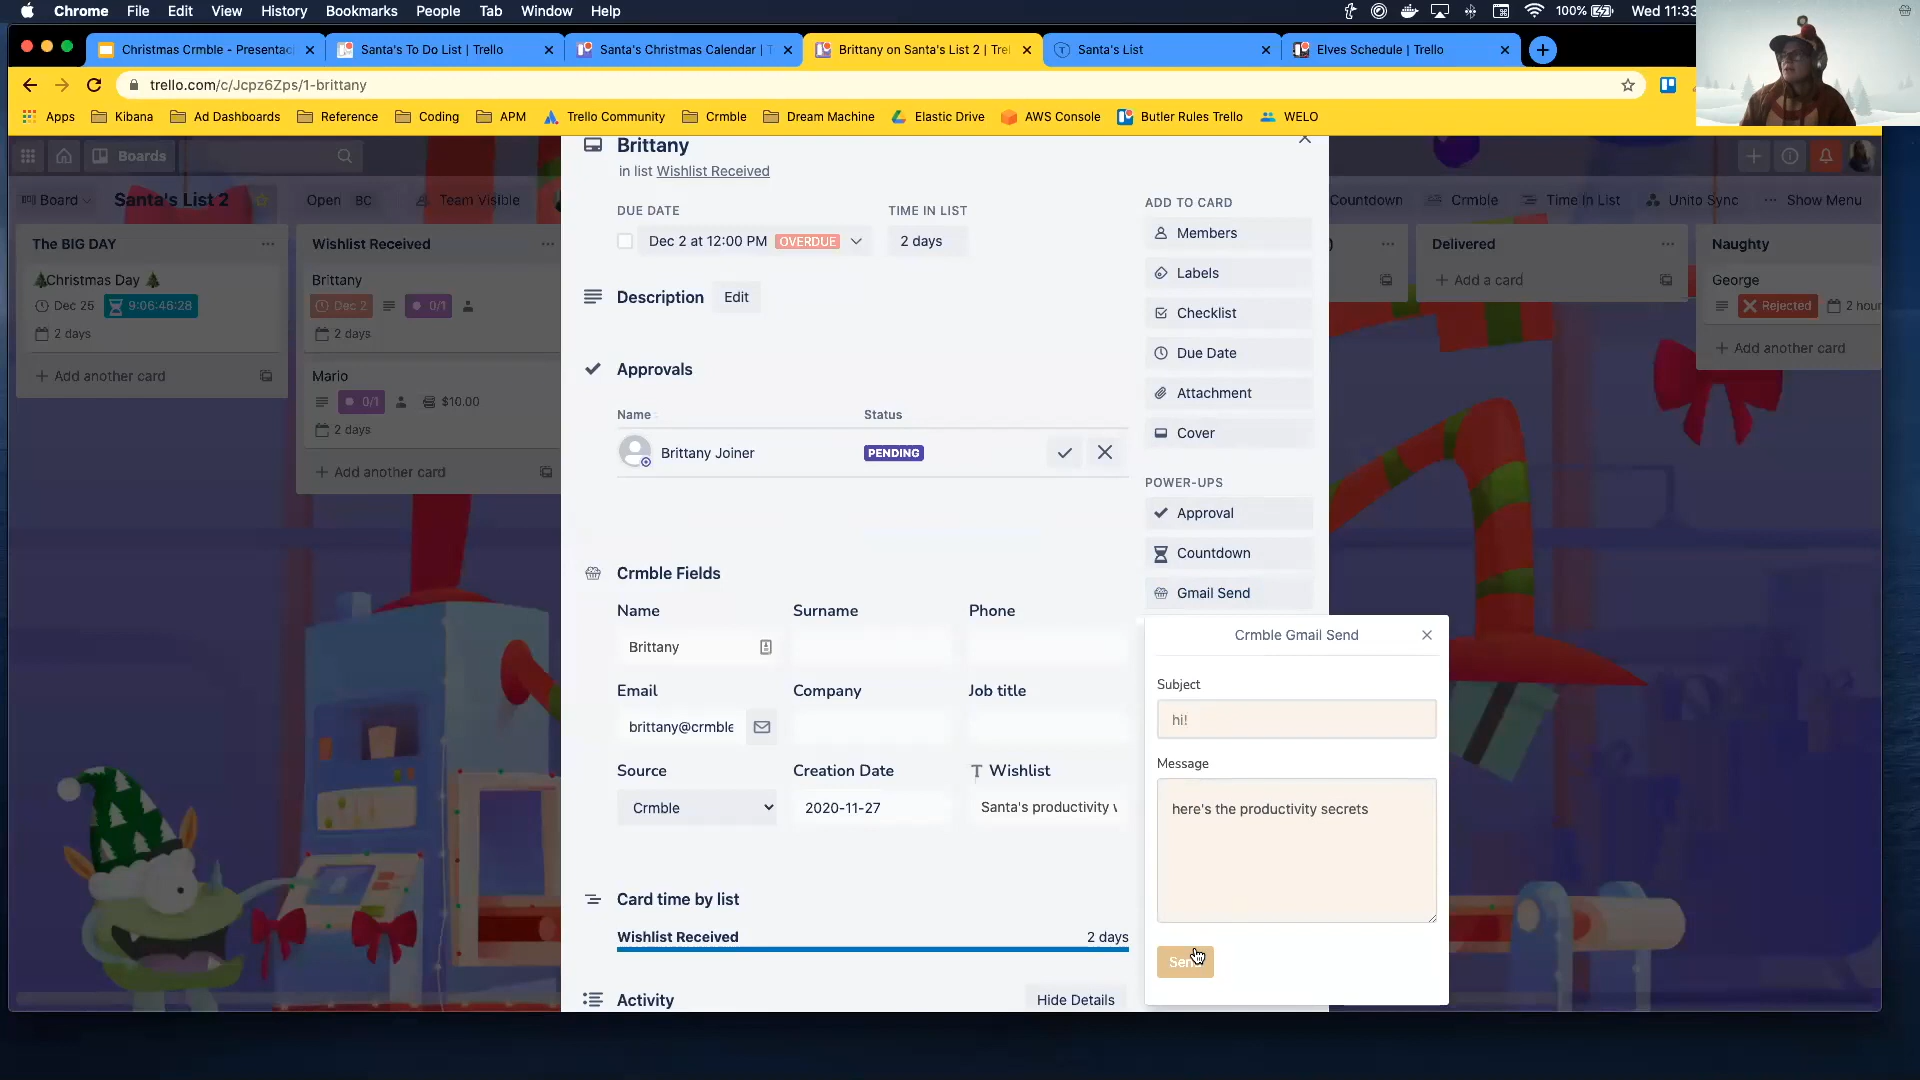 Chrome File Edit View History Bookmarks People Tab Window Help
100% Wed 11:33
Christmas Crmble - Presentac
Santa's To Do List | Trello
Santa's Christmas Calendar | T
Brittany on Santa's List 2 | Trel
Santa's List
Elves Schedule | Trello
trello.com/c/Jcpz6Zps/1-brittany
Apps Kibana Ad Dashboards Reference Coding APM Trello Community Crmble Dream Machine Elastic Drive AWS Console Butler Rules Trello WELO
Boards
Board Santa's List 2 Open BC Team Visible
Countdown Crmble Time In List Unito Sync Show Menu
The BIG DAY
Christmas Day
Dec 25 9:06:46:28
2 days
Add another card
Wishlist Received
Brittany
Dec 2 0/1
2 days
Mario
0/1 $10.00
2 days
Add another card
Brittany
in list Wishlist Received
DUE DATE
TIME IN LIST
Dec 2 at 12:00 PM OVERDUE
2 days
Description Edit
Approvals
Name Status
Brittany Joiner PENDING
Crmble Fields
Name Surname Phone
Brittany
Email Company Job title
brittany@crmble
Source Creation Date Wishlist
Crmble 2020-11-27 Santa's productivity
Card time by list
Wishlist Received 2 days
Activity Hide Details
ADD TO CARD
Members
Labels
Checklist
Due Date
Attachment
Cover
POWER-UPS
Approval
Countdown
Gmail Send
Crmble Gmail Send
Subject
hi!
Message
here's the productivity secrets
Send
Delivered
Add a card
Naughty
George
Rejected 2 hour
Add another card